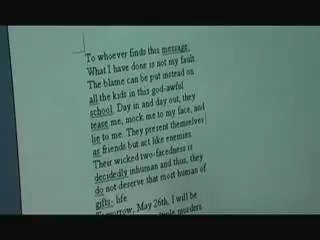 To whoever finds this message,
What I have done is not my fault.
The blame can be put instead on
all the kids in this god-awful
school. Day in and day out, they
tease me, mock me to my face, and
lie to me. They present themselves
as friends but act like enemies
Their wicked two-facedness is
decidedly inhuman and thus, they
do not deserve that most human of
gifts- life.
Tomorrow, May 26th, I will be
murders